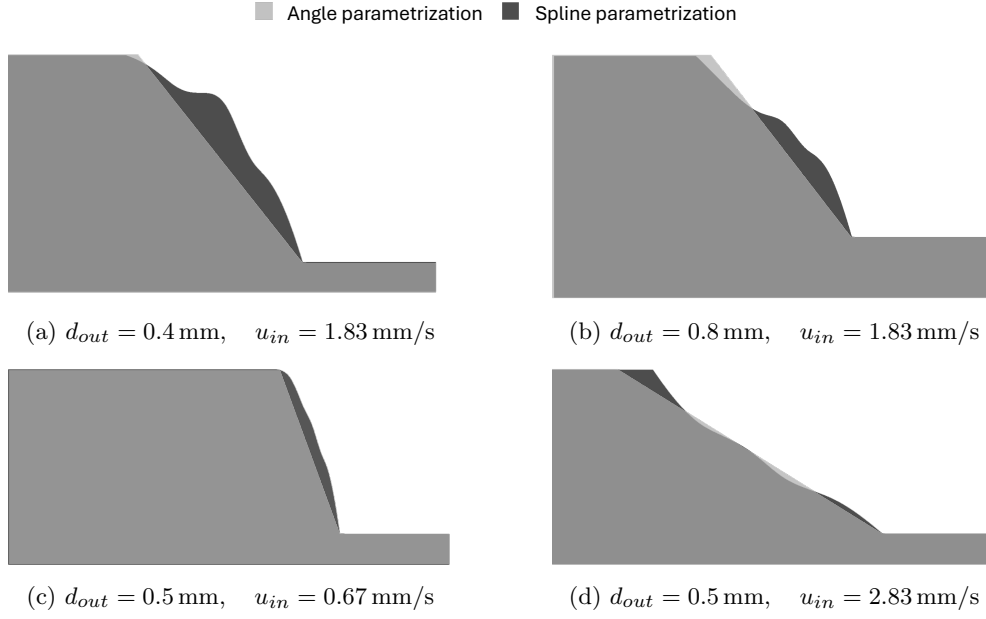 Angle parametrization Spline parametrization
(a) d_{out} = 0.4 mm, u_{in} = 1.83 mm/s
(b) d_{out} = 0.8 mm, u_{in} = 1.83 mm/s
(c) d_{out} = 0.5 mm, u_{in} = 0.67 mm/s
(d) d_{out} = 0.5 mm, u_{in} = 2.83 mm/s